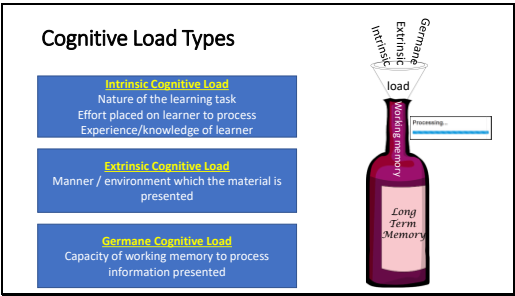 Cognitive Load Types
Intrinsic Cognitive Load
Nature of the learning task
Effort placed on learner to process
Experience/knowledge of learner
Extrinsic Cognitive Load
Manner / environment which the material is
presented
Germane Cognitive Load
Capacity of working memory to process
information presented
Intrinsic
Extrinsic
Germane
load
Working memory
Processing...
Long
Term
Memory